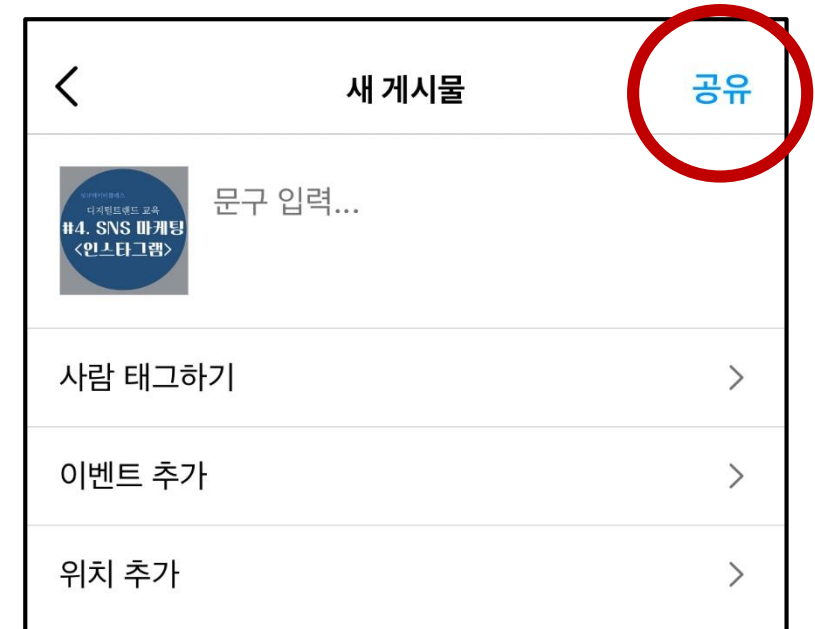 새 게시물
공유
디지털트랜드 교육
#4. SNS 마케팅
<인스타그램>
문구 입력...
사람 태그하기
이벤트 추가
위치 추가